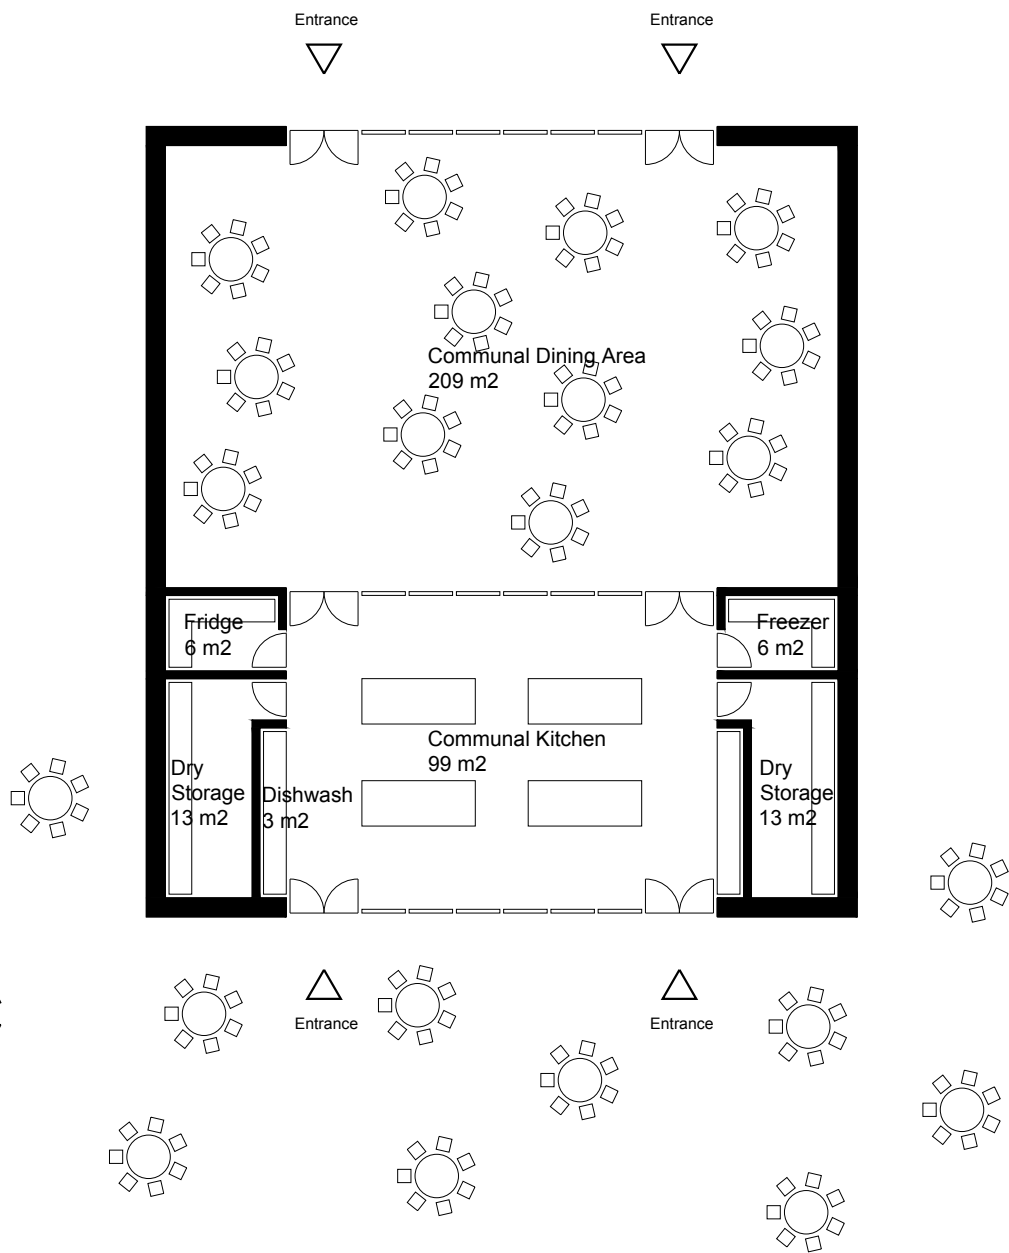 Entrance
Entrance
Communal Dining Area
209 m2
Fridge
6 m2
Freezer
6 m2
Communal Kitchen
99 m2
Dry
Storage
13 m2
Dishwash
3 m2
Dry
Storage
13 m2
Entrance
Entrance